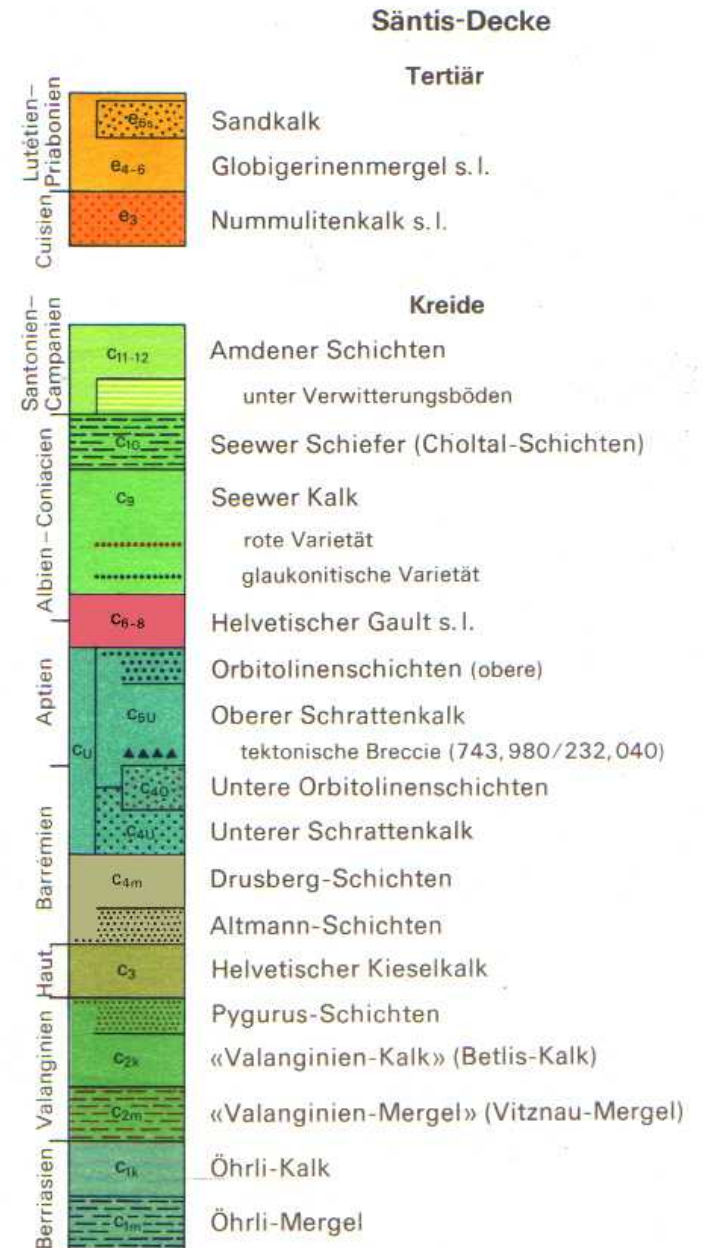 Säntis-Decke
Tertiär
Lutétien–
Priabonien
e6s
Sandkalk
e4-6
Globigerinenmergel s.l.
Cuisien
e3
Nummulitenkalk s.l.
Kreide
Santonien–
Campanien
c11-12
Amdener Schichten
unter Verwitterungsböden
Albien–Coniacien
c10
Seewer Schiefer (Choltal-Schichten)
c9
Seewer Kalk
rote Varietät
glaukonitische Varietät
c6-8
Helvetischer Gault s.l.
Aptien
Orbitolinenschichten (obere)
cU
c5U
Oberer Schrattenkalk
tektonische Breccie (743,980/232,040)
Barrémien
c4O
Untere Orbitolinenschichten
c4U
Unterer Schrattenkalk
c4m
Drusberg-Schichten
Altmann-Schichten
Haut.
c3
Helvetischer Kieselkalk
Valanginien
Pygurus-Schichten
c2k
«Valanginien-Kalk» (Betlis-Kalk)
c2m
«Valanginien-Mergel» (Vitznau-Mergel)
Berriasien
c1k
Öhrli-Kalk
c1m
Öhrli-Mergel